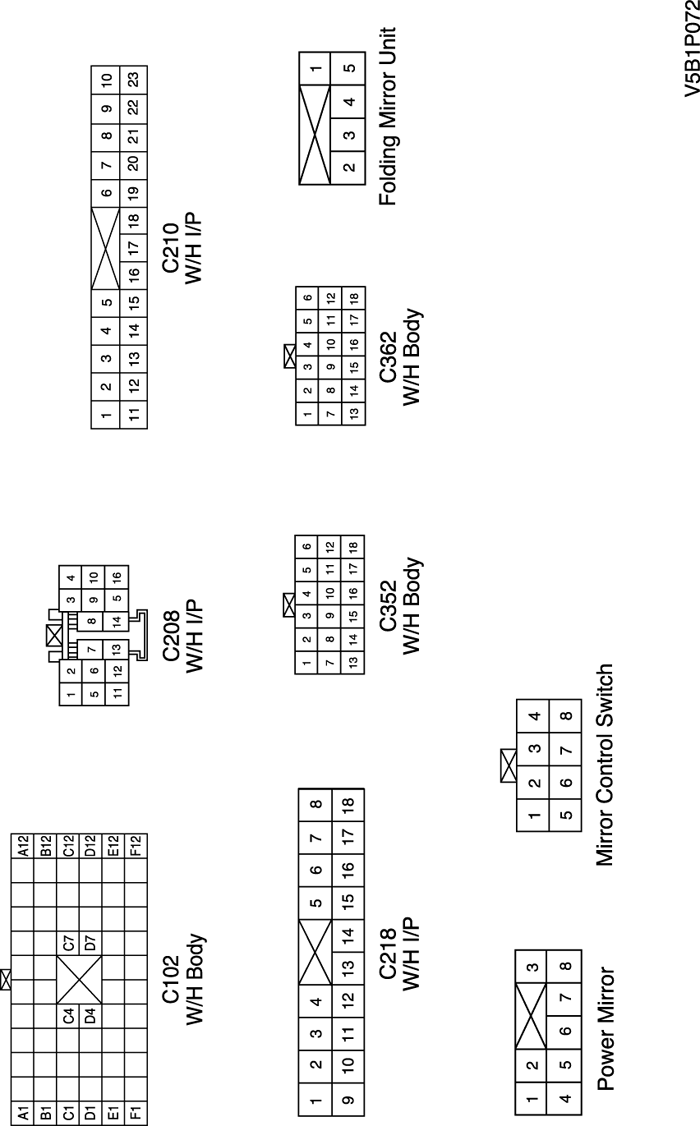 A1 A12
B1 B12
C1 C4 C7 C12
D1 D4 D7 D12
E1 E12
F1 F12
C102
W/H Body
1 2 3 4
5 6 7 8 9 10
11 12 13 14 5 16
C208
W/H I/P
1 2 3 4 5 6 7 8 9 10
11 12 13 14 15 16 17 18 19 20 21 22 23
C210
W/H I/P
1 2 3 4 5 6 7 8
9 10 11 12 13 14 15 16 17 18
C218
W/H I/P
1 2 3 4 5 6
7 8 9 10 11 12
13 14 15 16 17 18
C352
W/H Body
1 2 3 4 5 6
7 8 9 10 11 12
13 14 15 16 17 18
C362
W/H Body
1
2 3 4 5
Folding Mirror Unit
1 2 3
4 5 6 7 8
Power Mirror
1 2 3 4
5 6 7 8
Mirror Control Switch
V5B1P072